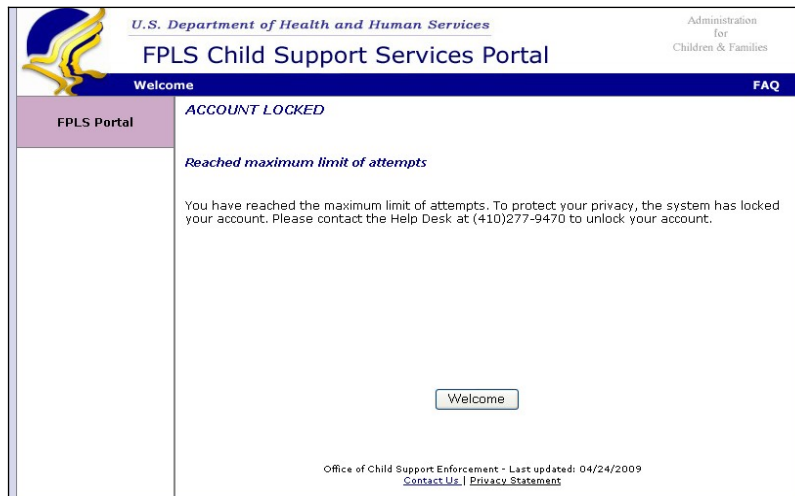 U.S. Department of Health and Human Services
Administration
for
Children & Families
FPLS Child Support Services Portal
Welcome
FAQ
FPLS Portal
ACCOUNT LOCKED
Reached maximum limit of attempts
You have reached the maximum limit of attempts. To protect your privacy, the system has locked
your account. Please contact the Help Desk at (410)277-9470 to unlock your account.
Welcome
Office of Child Support Enforcement - Last updated: 04/24/2009
Contact Us | Privacy Statement